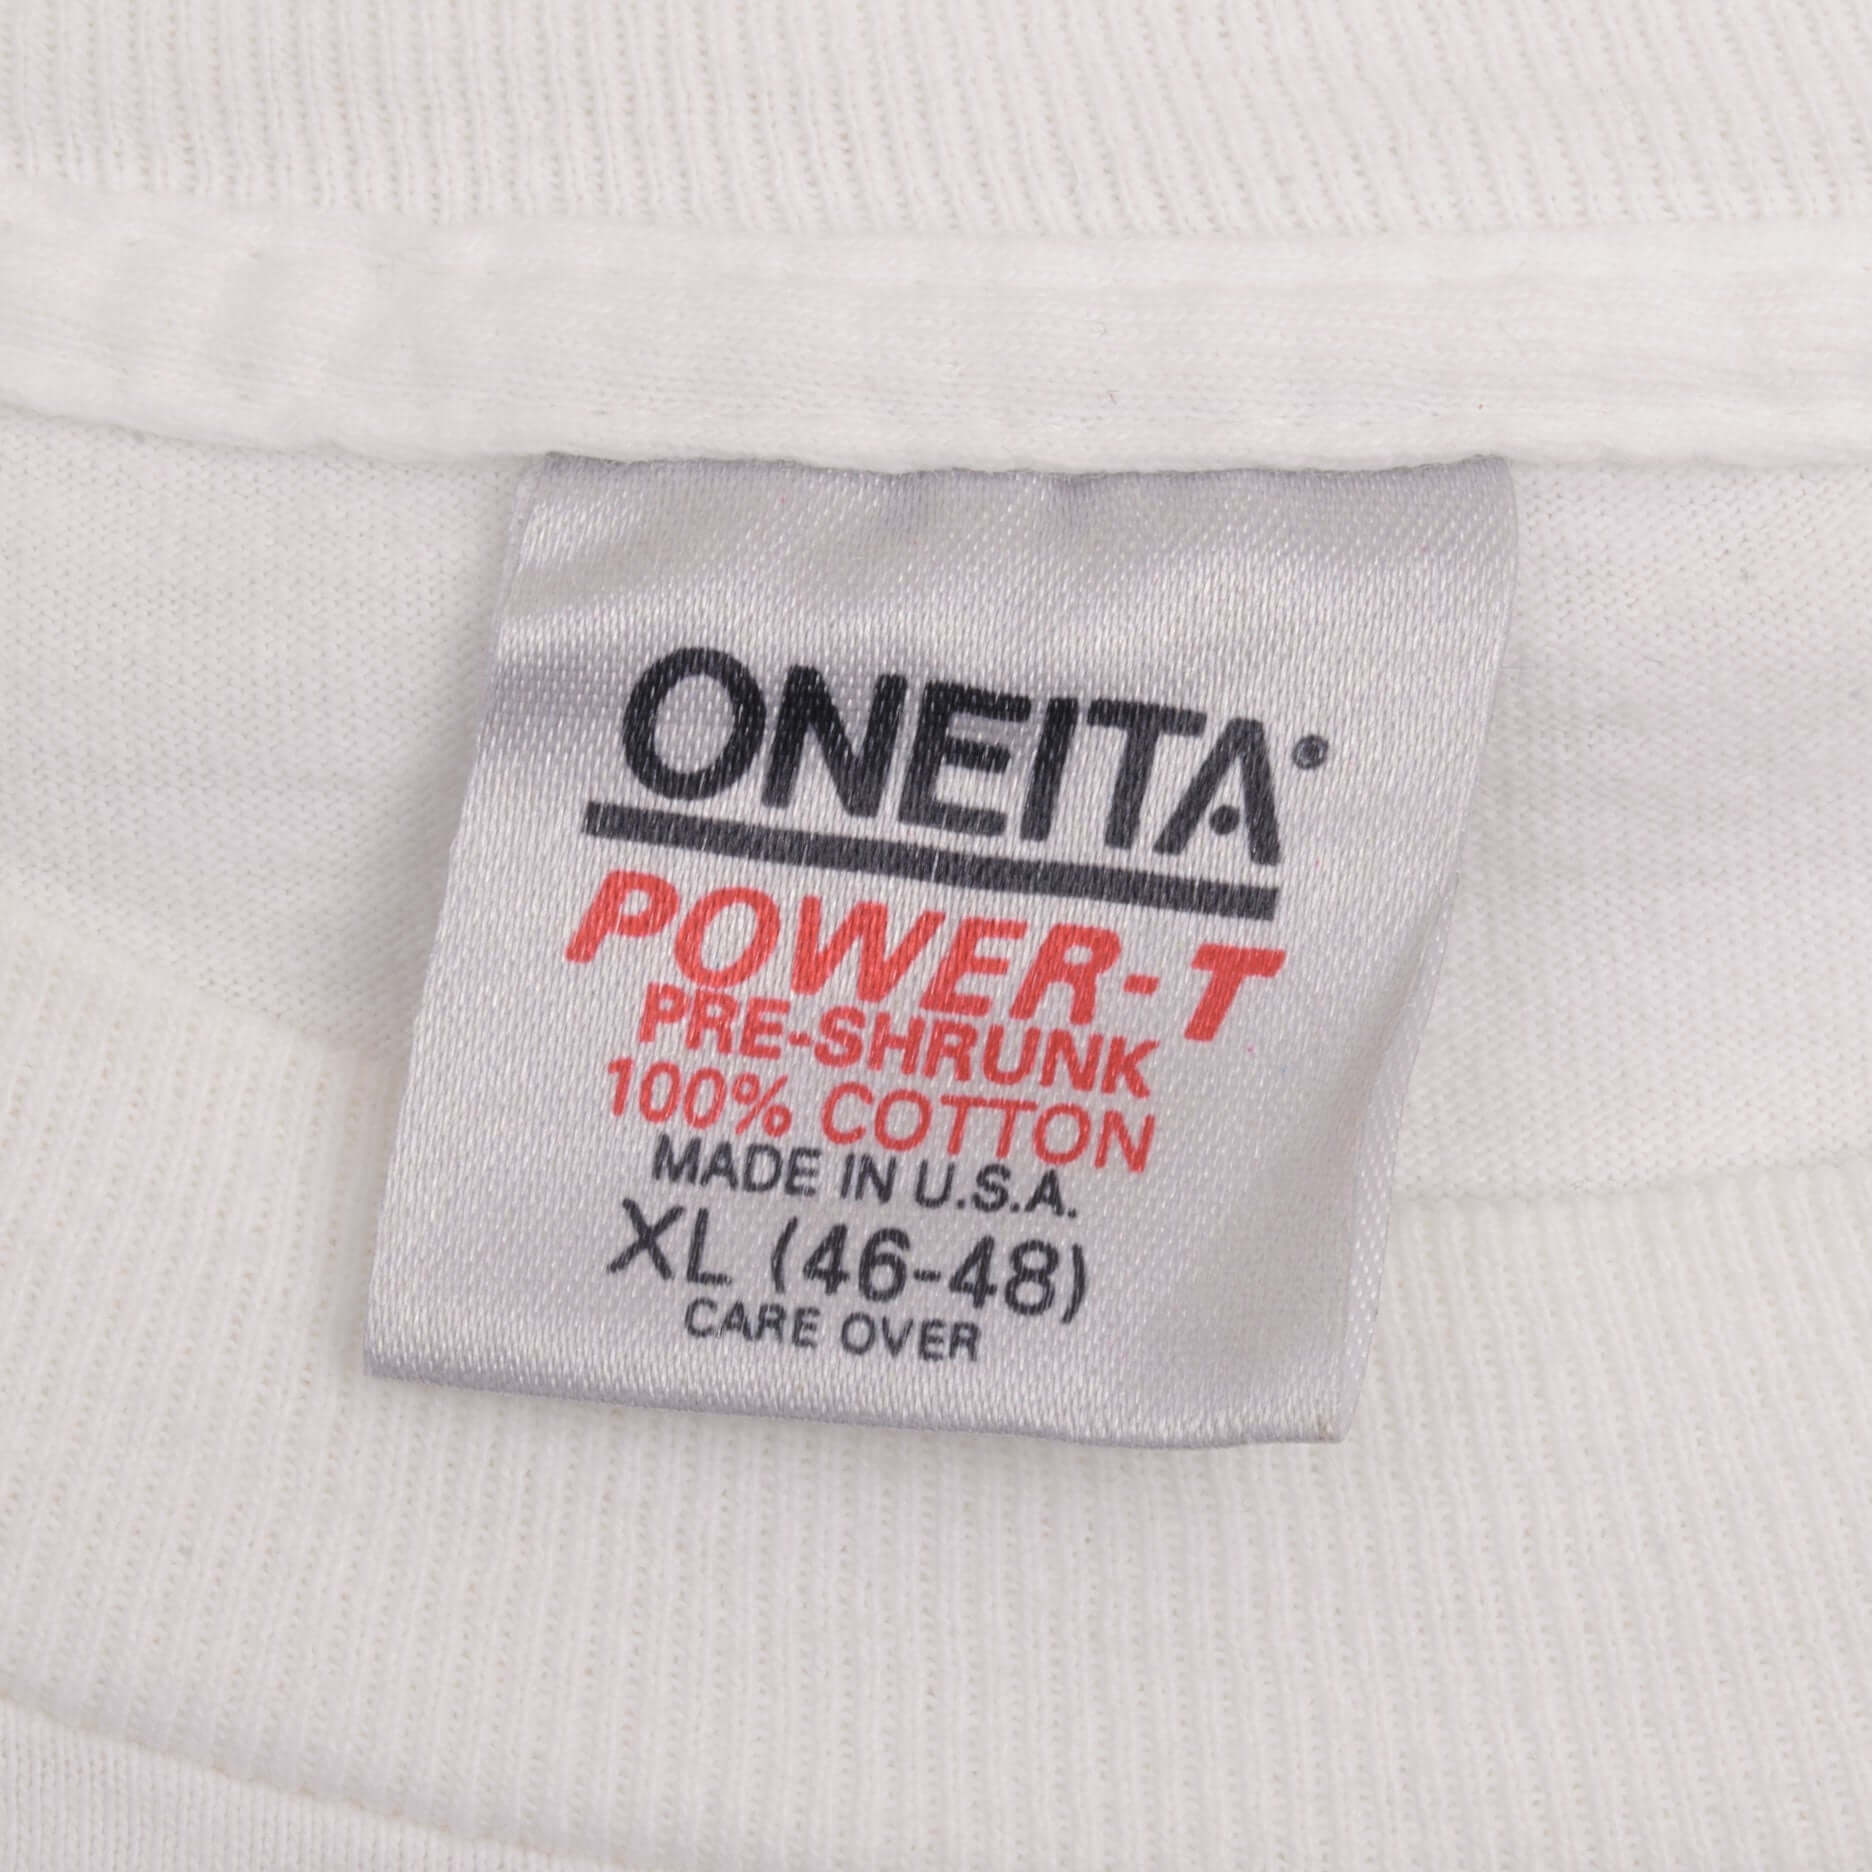 ONEITA®
POWER-T
PRE-SHRUNK
100% COTTON
MADE IN U.S.A.
XL (46-48)
CARE OVER